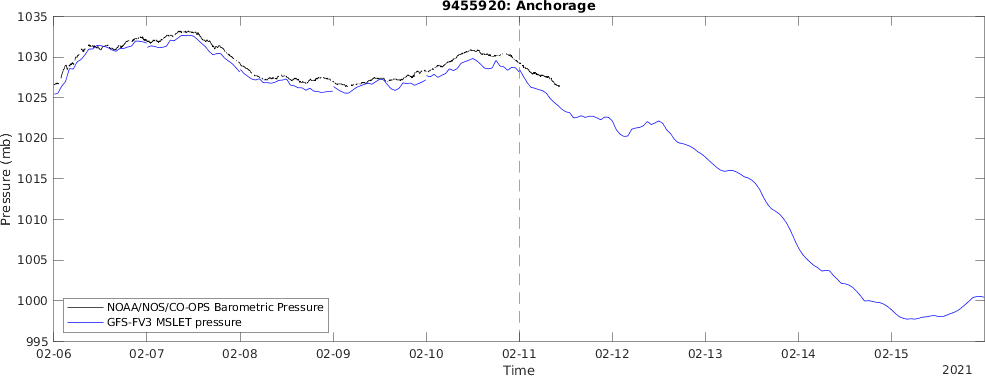 9455920: Anchorage
Pressure (mb)
1035
1030
1025
1020
1015
1010
1005
1000
995
NOAA/NOS/CO-OPS Barometric Pressure
GFS-FV3 MSLET pressure
02-06 02-07 02-08 02-09 02-10 02-11 02-12 02-13 02-14 02-15
Time
2021